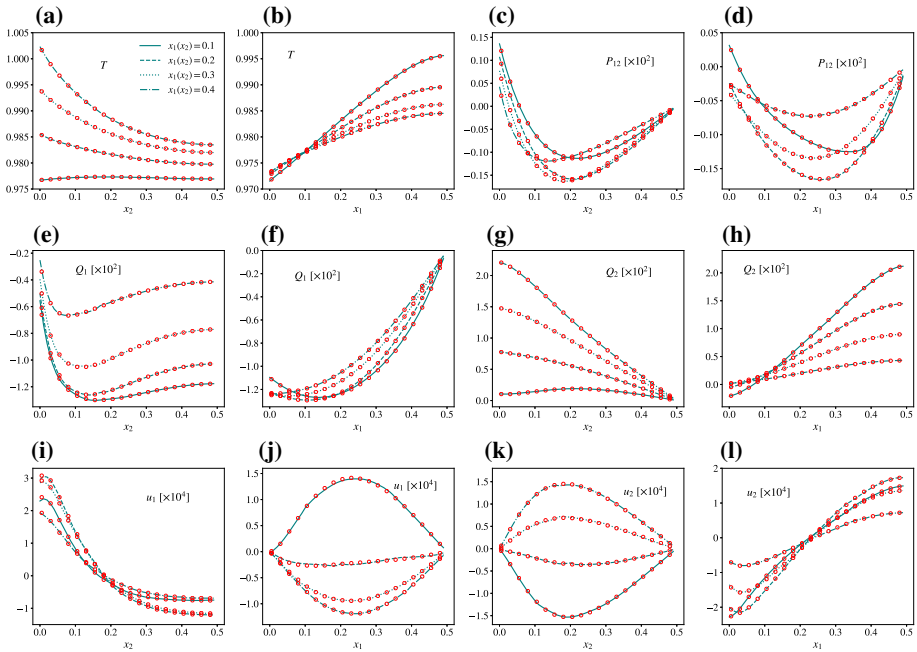 (a) (b) (c) (d)
1.005 1.000 0.995 0.990 0.985 0.980 0.975
T
x₁(x₂) = 0.1
x₁(x₂) = 0.2
x₁(x₂) = 0.3
x₁(x₂) = 0.4
0.0 0.1 0.2 0.3 0.4 0.5
x₂
1.000 0.995 0.990 0.985 0.980 0.975 0.970
T
0.0 0.1 0.2 0.3 0.4 0.5
x₁
0.15 0.10 0.05 0.00 −0.05 −0.10 −0.15
P₁₂ [×10²]
0.0 0.1 0.2 0.3 0.4 0.5
x₂
0.05 0.00 −0.05 −0.10 −0.15
P₁₂ [×10²]
0.0 0.1 0.2 0.3 0.4 0.5
x₁
(e) (f) (g) (h)
−0.2 −0.4 −0.6 −0.8 −1.0 −1.2
Q₁ [×10²]
0.0 0.1 0.2 0.3 0.4 0.5
x₂
0.0 −0.2 −0.4 −0.6 −0.8 −1.0 −1.2 −1.4
Q₁ [×10²]
0.0 0.1 0.2 0.3 0.4 0.5
x₁
2.0 1.5 1.0 0.5 0.0
Q₂ [×10²]
0.0 0.1 0.2 0.3 0.4 0.5
x₂
2.0 1.5 1.0 0.5 0.0
Q₂ [×10²]
0.0 0.1 0.2 0.3 0.4 0.5
x₁
(i) (j) (k) (l)
3 2 1 0 −1
u₁ [×10⁴]
0.0 0.1 0.2 0.3 0.4 0.5
x₂
1.5 1.0 0.5 0.0 −0.5 −1.0
u₁ [×10⁴]
0.0 0.1 0.2 0.3 0.4 0.5
x₁
1.5 1.0 0.5 0.0 −0.5 −1.0 −1.5
u₂ [×10⁴]
0.0 0.1 0.2 0.3 0.4 0.5
x₂
2 1 0 −1 −2
u₂ [×10⁴]
0.0 0.1 0.2 0.3 0.4 0.5
x₁